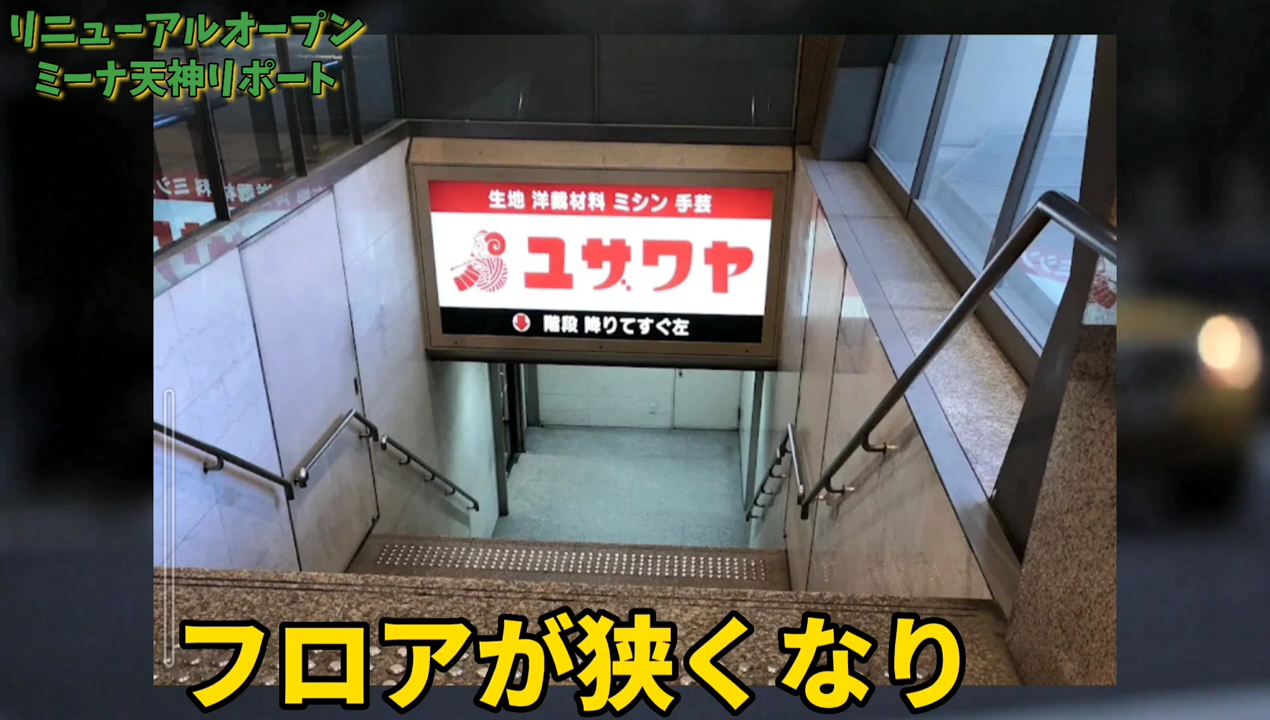 リニューアルオープン
ミーナ天神リポート
生地 洋裁材料 ミシン 手芸
ユザワヤ
階段 降りてすぐ左
フロアが狭くなり